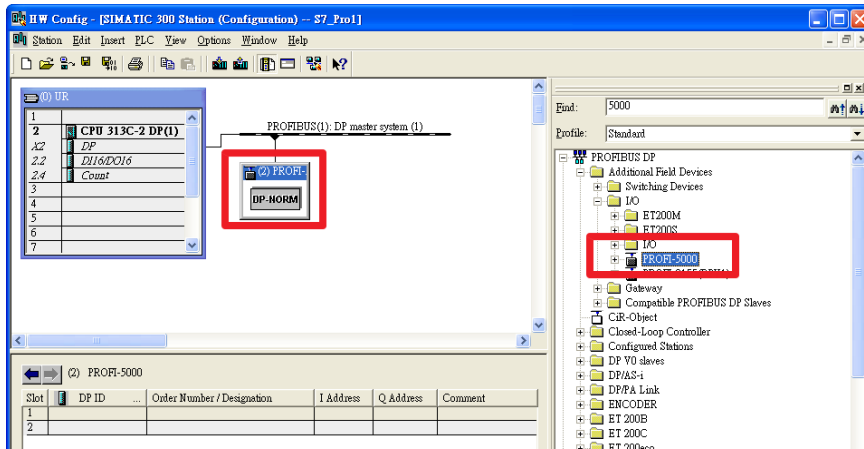 HW Config - [SIMATIC 300 Station (Configuration) -- S7_Pro1]
Station Edit Insert PLC View Options Window Help
(0) UR
1
2 CPU 313C-2 DP(1)
X2 DP
2.2 DI16/DO16
2.4 Count
3
4
5
6
7
PROFIBUS(1): DP master system (1)
(2) PROFI-
DP-NORM
Find: 5000
Profile: Standard
PROFIBUS DP
Additional Field Devices
Switching Devices
I/O
ET200M
ET200S
I/O
PROFI-5000
Gateway
Compatible PROFIBUS DP Slaves
CiR-Object
Closed-Loop Controller
Configured Stations
DP V0 slaves
DP/AS-i
DP/PA Link
ENCODER
ET 200B
ET 200C
ET 200eco
(2) PROFI-5000
Slot DP ID ... Order Number / Designation I Address Q Address Comment
1
2